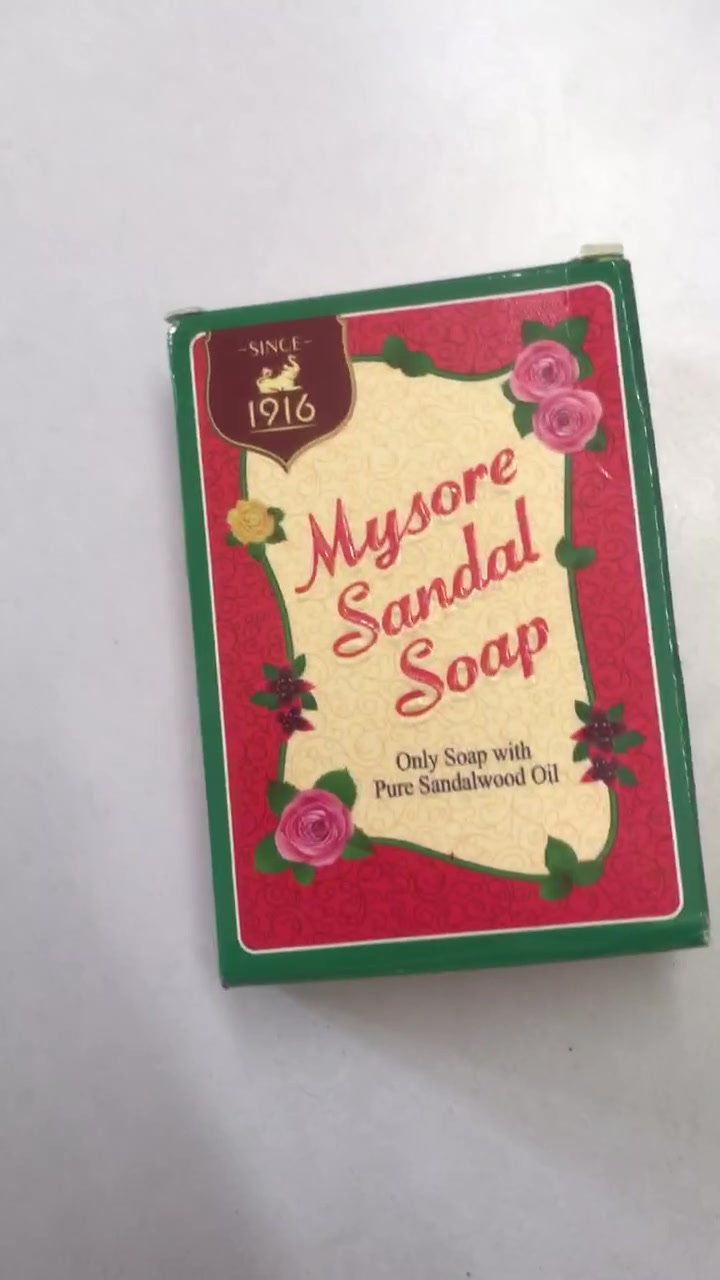 -SINCE-
1916
Mysore
Sandal
Soap
Only Soap with
Pure Sandalwood Oil